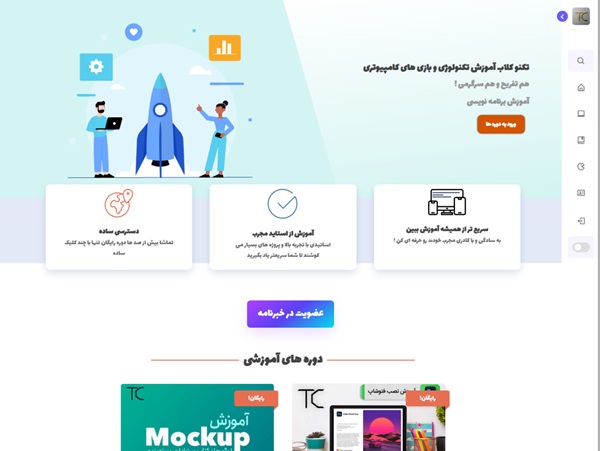 TC
تکنو کلاب آموزش تکنولوژی و بازی های کامپیوتری
هم تفریح و هم سرگرمی !
آموزش برنامه نویسی
ورود به دوره ها
سریع تر از همیشه آموزش ببین
به سادگی و با کادری مجرب خودت رو حرفه ای کن !
آموزش از اساتید مجرب
اساتیدی با تجربه بالا و پروژه های بسیار می
کوشند تا شما سریعتر یاد بگیرید
دسترسی ساده
تماشا بیش از صد ها دوره رایگان تنها با چند کلیک
ساده
عضویت در خبرنامه
دوره های آموزشی
رایگان!
آموزش نصب فتوشاپ
TC
رایگان!
TC
آموزش
Mockup